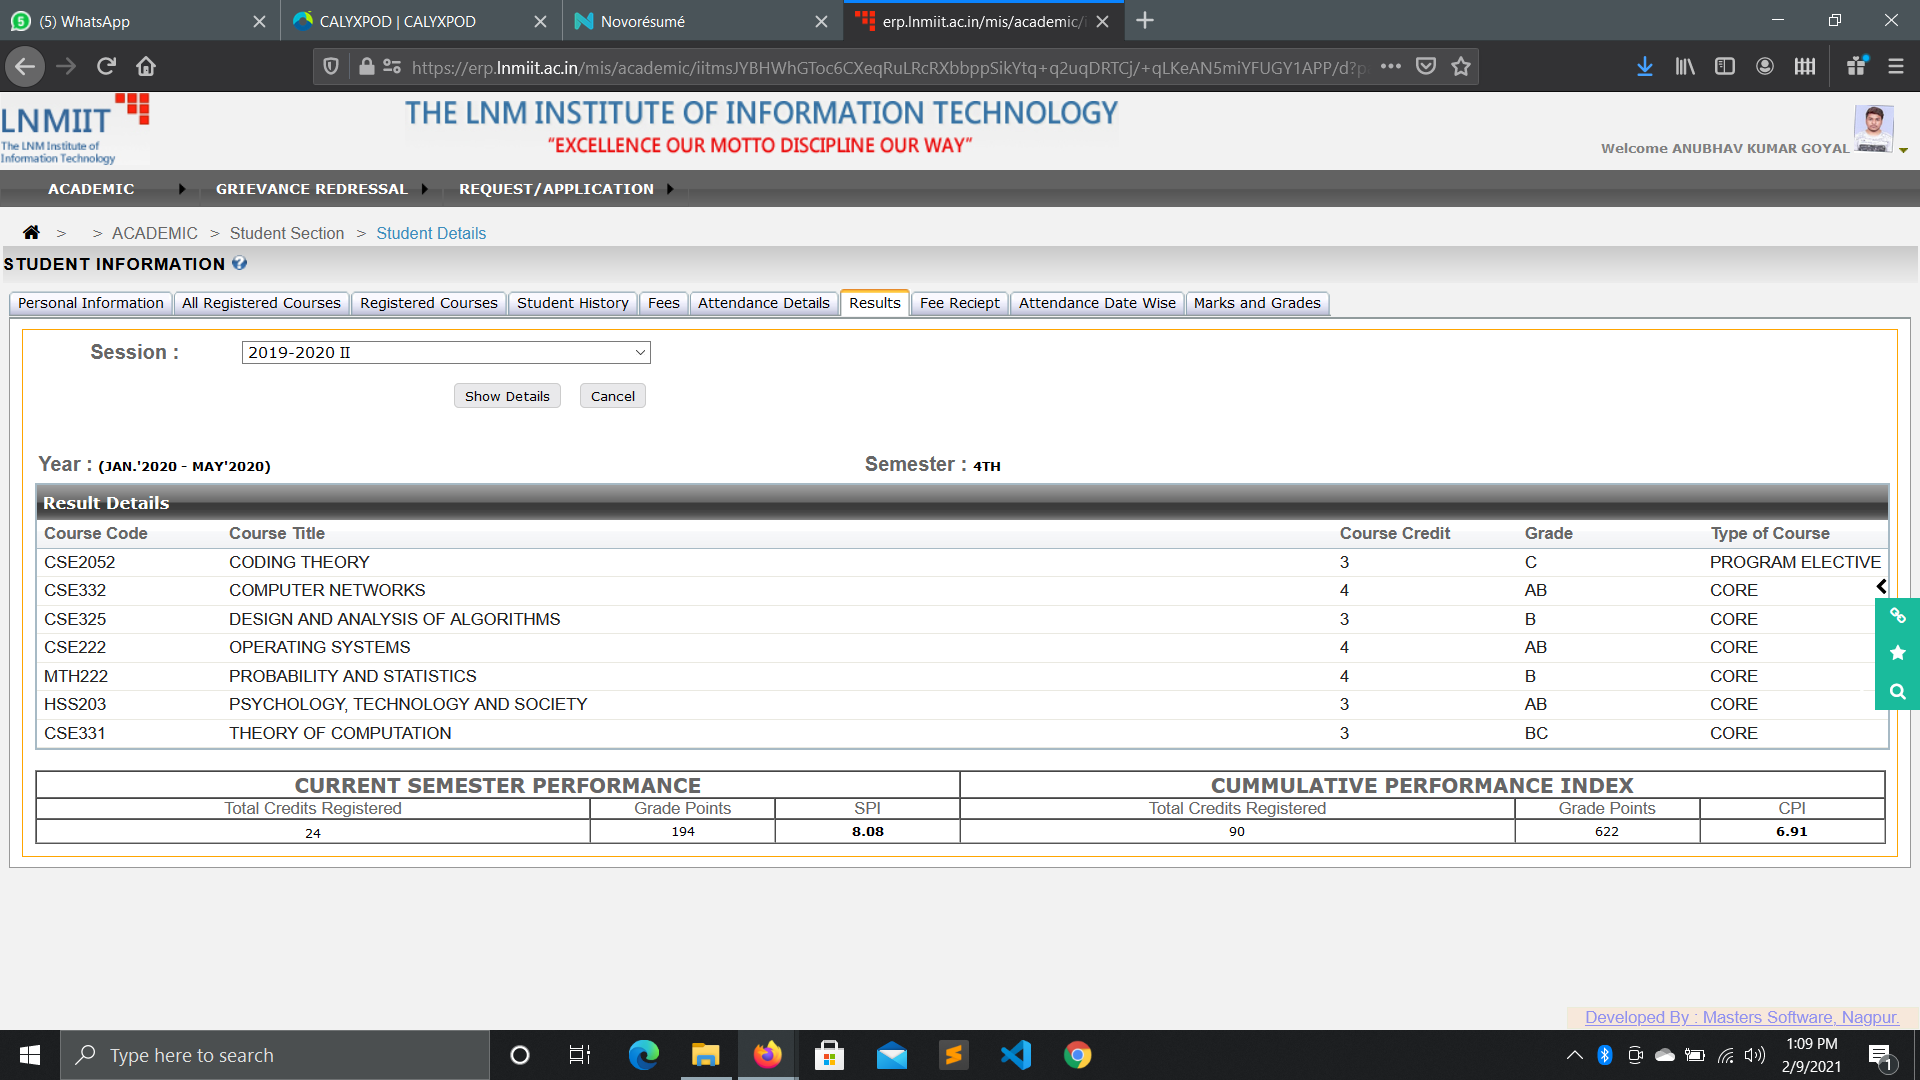 (5) WhatsApp
CALYXPOD | CALYXPOD
Novorésumé
erp.lnmiit.ac.in/mis/academic/i
https://erp.lnmiit.ac.in/mis/academic/iitmsJYBHWhGToc6CXeqRuLRcRXbbppSikYtq+q2uqDRTCj/+qLKeAN5miYFUGY1APP/d?p
LNMIIT
The LNM Institute of
Information Technology
THE LNM INSTITUTE OF INFORMATION TECHNOLOGY
“EXCELLENCE OUR MOTTO DISCIPLINE OUR WAY”
Welcome ANUBHAV KUMAR GOYAL
ACADEMIC GRIEVANCE REDRESSAL REQUEST/APPLICATION
> > ACADEMIC > Student Section > Student Details
STUDENT INFORMATION
Personal Information All Registered Courses Registered Courses Student History Fees Attendance Details Results Fee Reciept Attendance Date Wise Marks and Grades
Session : 2019-2020 II
Show Details Cancel
Year : (JAN.'2020 - MAY'2020) Semester : 4TH
Result Details
Course Code Course Title Course Credit Grade Type of Course
CSE2052 CODING THEORY 3 C PROGRAM ELECTIVE
CSE332 COMPUTER NETWORKS 4 AB CORE
CSE325 DESIGN AND ANALYSIS OF ALGORITHMS 3 B CORE
CSE222 OPERATING SYSTEMS 4 AB CORE
MTH222 PROBABILITY AND STATISTICS 4 B CORE
HSS203 PSYCHOLOGY, TECHNOLOGY AND SOCIETY 3 AB CORE
CSE331 THEORY OF COMPUTATION 3 BC CORE
CURRENT SEMESTER PERFORMANCE CUMMULATIVE PERFORMANCE INDEX
Total Credits Registered Grade Points SPI Total Credits Registered Grade Points CPI
24 194 8.08 90 622 6.91
Developed By : Masters Software, Nagpur.
Type here to search
1:09 PM
2/9/2021
1